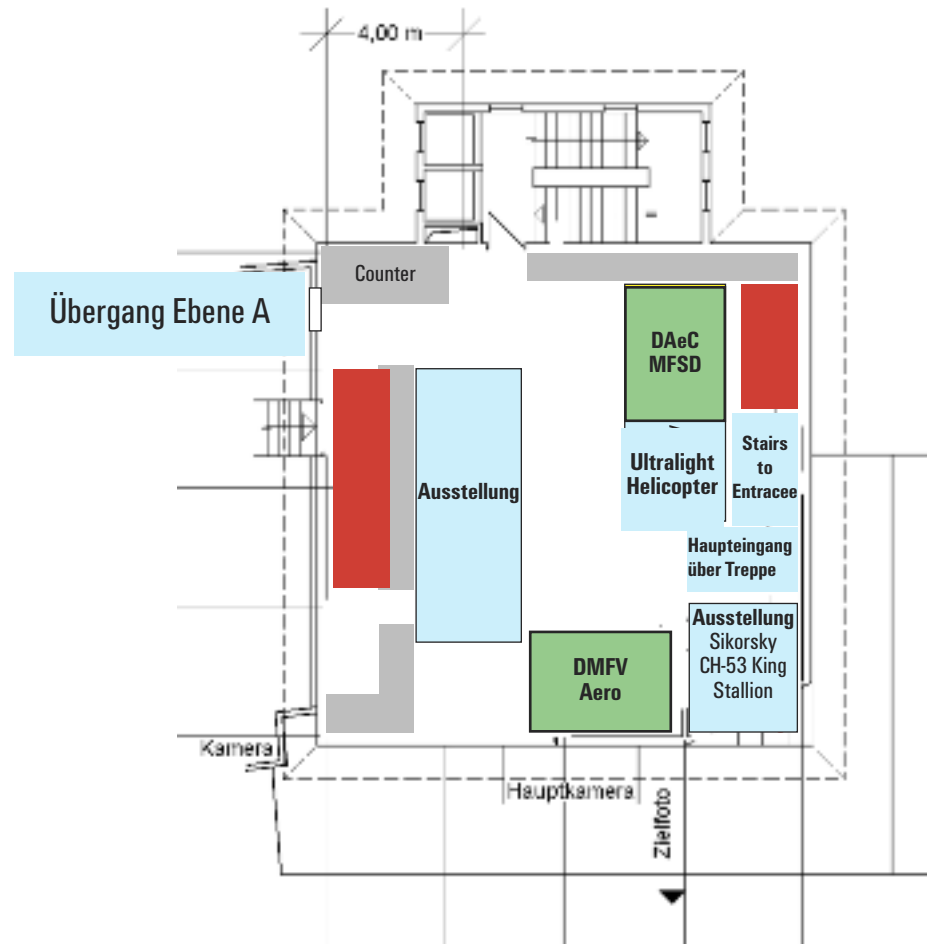 4,00 m
Counter
Übergang Ebene A
DAeC
MFSD
Ausstellung
Ultralight
Helicopter
Stairs
to
Entracee
Haupteingang
über Treppe
Ausstellung
Sikorsky
CH-53 King
Stallion
DMFV
Aero
Kamera
Hauptkamera
Zielfoto